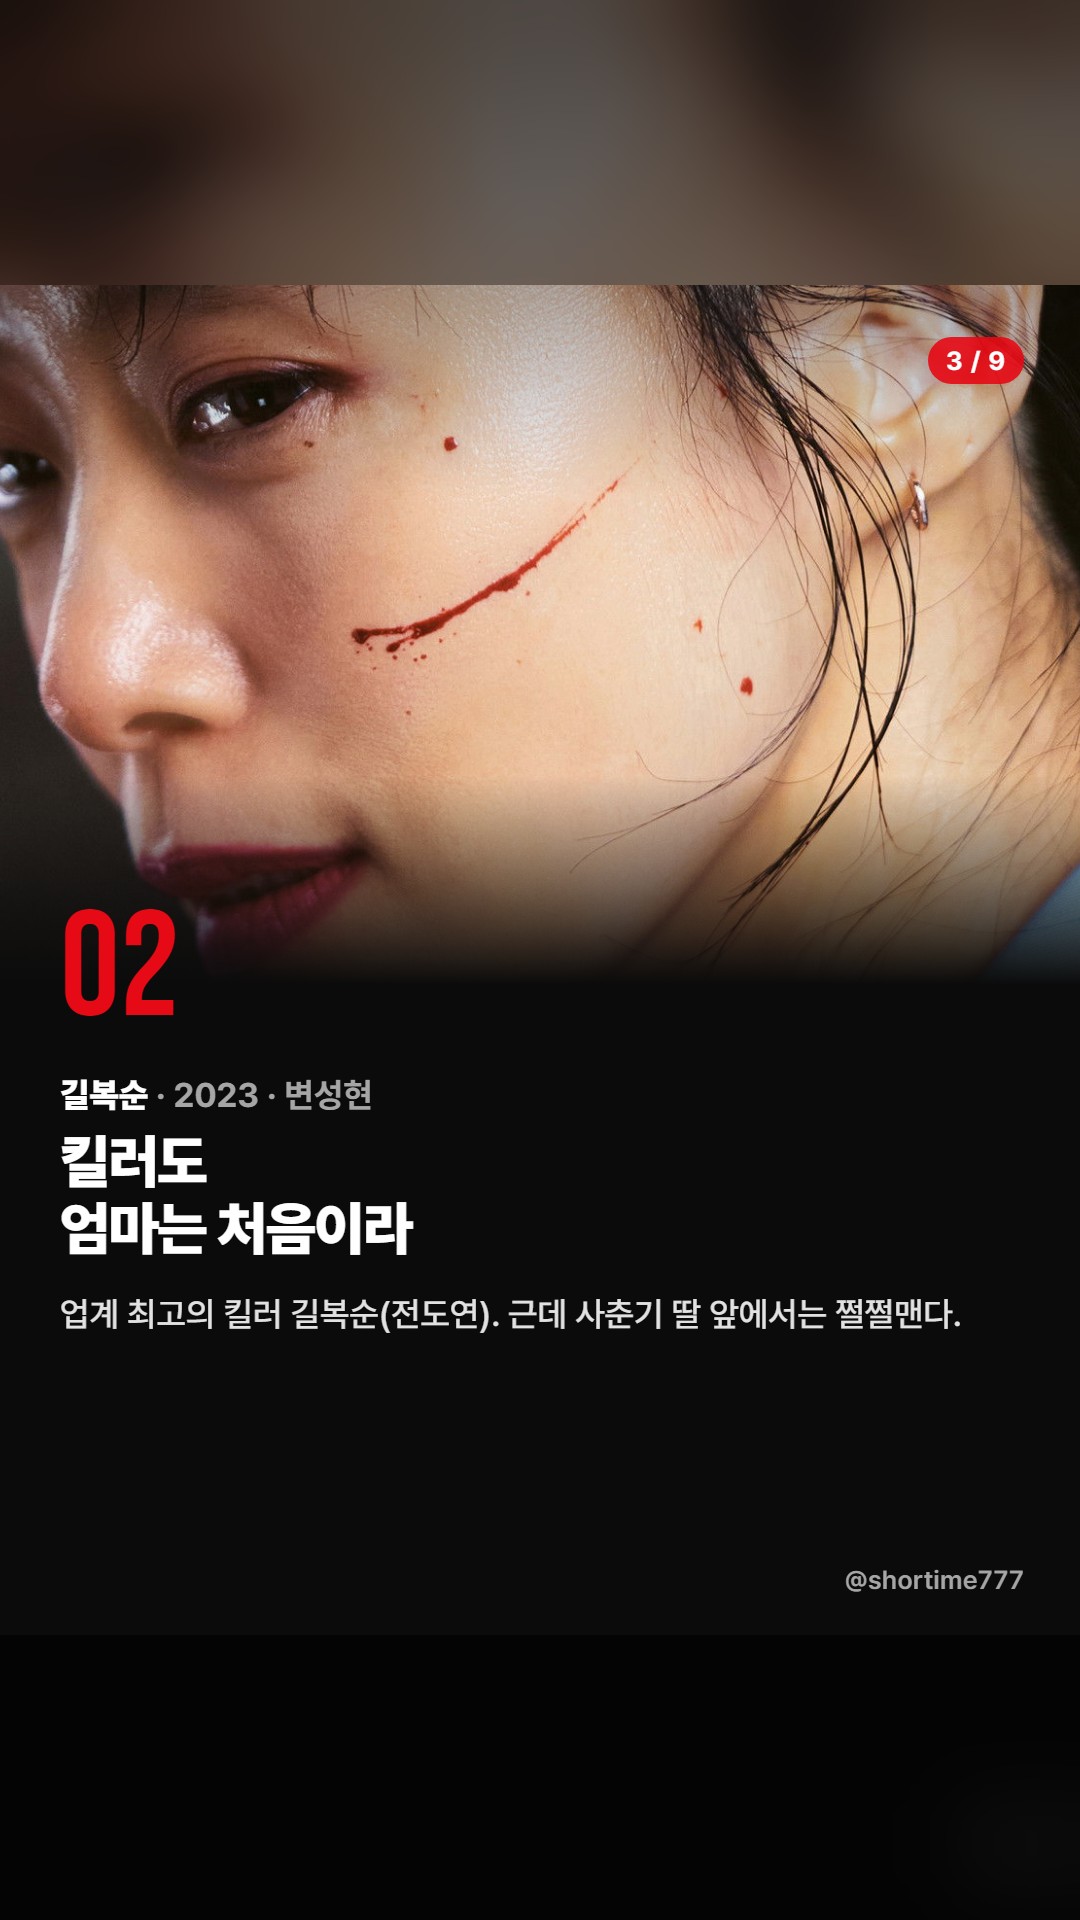 3 / 9
02
길복순 · 2023 · 변성현
킬러도
엄마는 처음이라
업계 최고의 킬러 길복순(전도연). 근데 사춘기 딸 앞에서는 쩔쩔맨다.
@shortime777